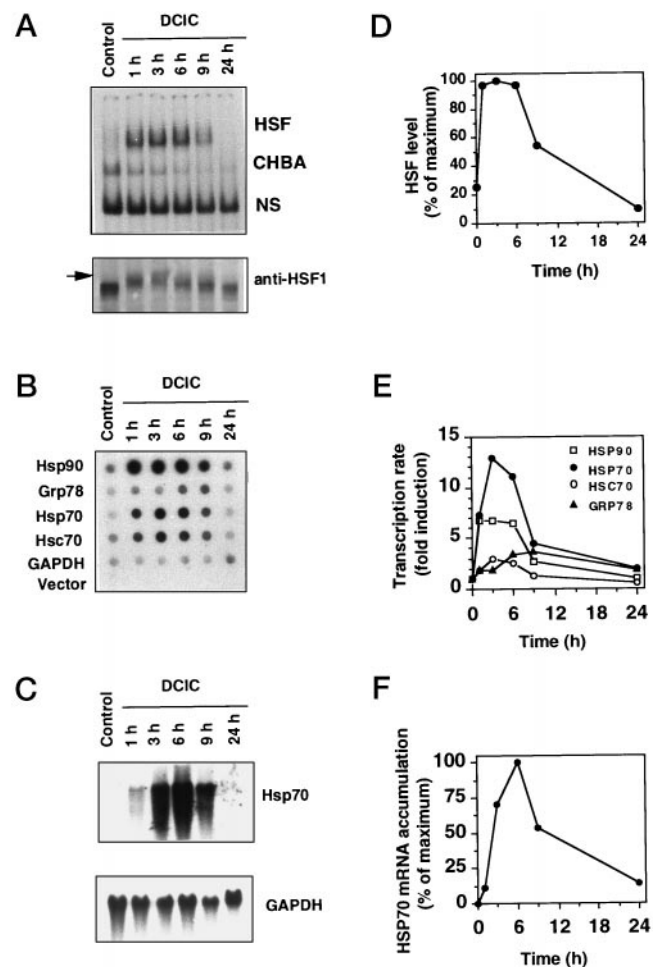 A
DCIC
Control
1 h
3 h
6 h
9 h
24 h
HSF
CHBA
NS
anti-HSF1
B
DCIC
Control
1 h
3 h
6 h
9 h
24 h
Hsp90
Grp78
Hsp70
Hsc70
GAPDH
Vector
C
DCIC
Control
1 h
3 h
6 h
9 h
24 h
Hsp70
GAPDH
D
HSF level
(% of maximum)
100
80
60
40
20
0
0 6 12 18 24
Time (h)
E
Transcription rate
(fold induction)
15
10
5
0
HSP90
HSP70
HSC70
GRP78
0 6 12 18 24
Time (h)
F
HSP70 mRNA accumulation
(% of maximum)
100
75
50
25
0
0 6 12 18 24
Time (h)